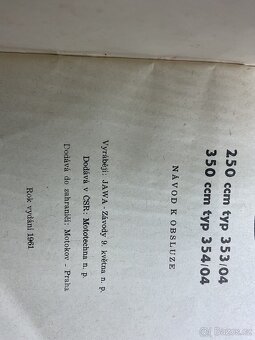 250 ccm typ 353/04
350 ccm typ 354/04
NÁVOD K OBSLUZE
Vyrábějí: JAWA - Závody 9. května n. p.
Dodává v ČSR: Mototechna n. p.
Dodává do zahraničí: Motokov - Praha
Rok vydání 1961